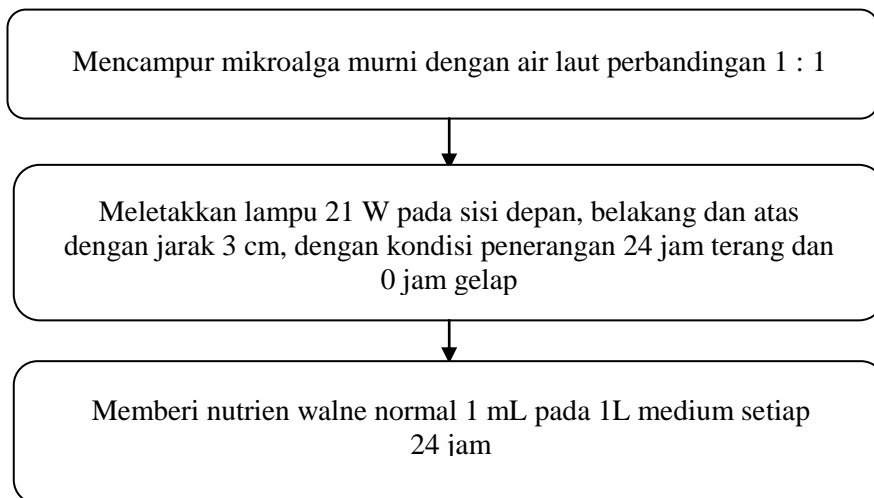 Mencampur mikroalga murni dengan air laut perbandingan 1 : 1
Meletakkan lampu 21 W pada sisi depan, belakang dan atas
dengan jarak 3 cm, dengan kondisi penerangan 24 jam terang dan
0 jam gelap
Memberi nutrien walne normal 1 mL pada 1L medium setiap
24 jam